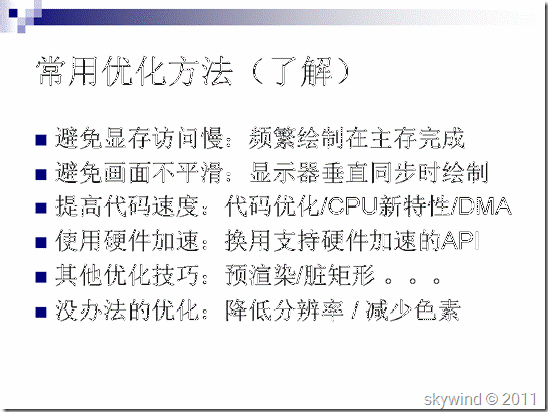 常用优化方法（了解）
避免显存访问慢：频繁绘制在主存完成
避免画面不平滑：显示器垂直同步时绘制
提高代码速度：代码优化/CPU新特性/DMA
使用硬件加速：换用支持硬件加速的API
其他优化技巧：预渲染/脏矩形 。。。
没办法的优化：降低分辨率 / 减少色素
skywind © 2011